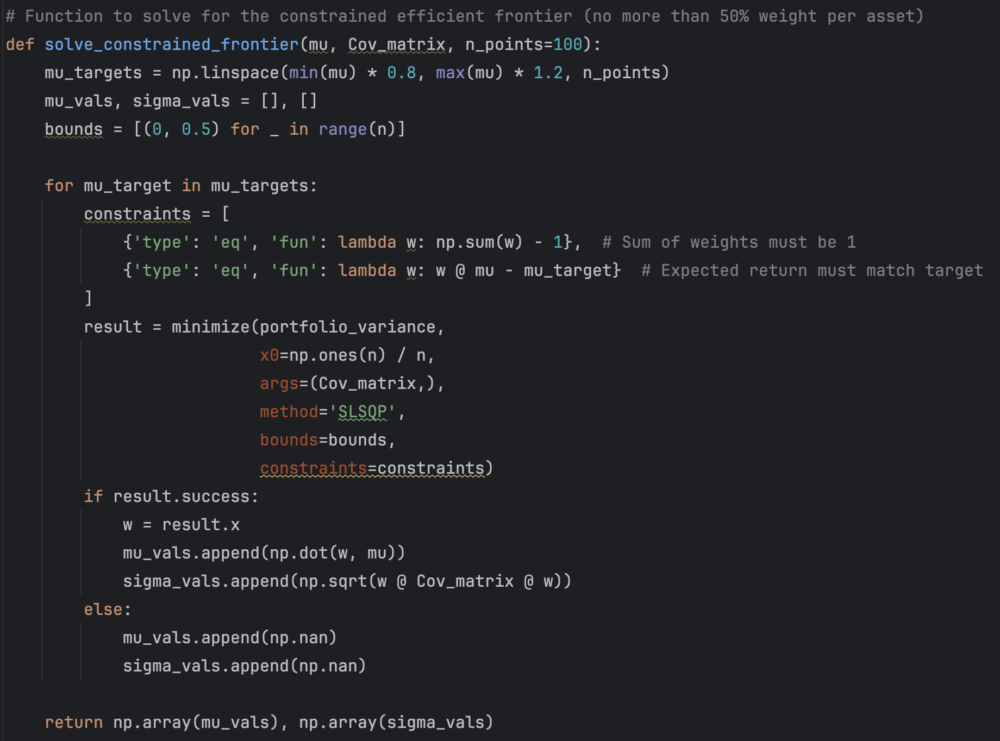 # Function to solve for the constrained efficient frontier (no more than 50% weight per asset)
def solve_constrained_frontier(mu, Cov_matrix, n_points=100):
    mu_targets = np.linspace(min(mu) * 0.8, max(mu) * 1.2, n_points)
    mu_vals, sigma_vals = [], []
    bounds = [(0, 0.5) for _ in range(n)]

    for mu_target in mu_targets:
        constraints = [
            {'type': 'eq', 'fun': lambda w: np.sum(w) - 1},  # Sum of weights must be 1
            {'type': 'eq', 'fun': lambda w: w @ mu - mu_target}  # Expected return must match target
        ]
        result = minimize(portfolio_variance,
                          x0=np.ones(n) / n,
                          args=(Cov_matrix,),
                          method='SLSQP',
                          bounds=bounds,
                          constraints=constraints)
        if result.success:
            w = result.x
            mu_vals.append(np.dot(w, mu))
            sigma_vals.append(np.sqrt(w @ Cov_matrix @ w))
        else:
            mu_vals.append(np.nan)
            sigma_vals.append(np.nan)

    return np.array(mu_vals), np.array(sigma_vals)